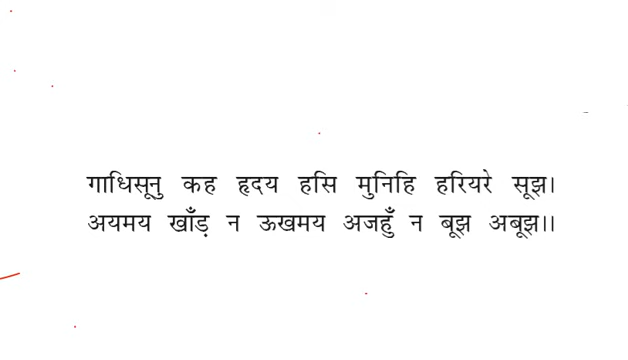 गाधिसूनु कह हृदय हसि मुनिहि हरियरे सूझ।
अयमय खाँड़ न ऊखमय अजहुँ न बूझ अबूझ।।